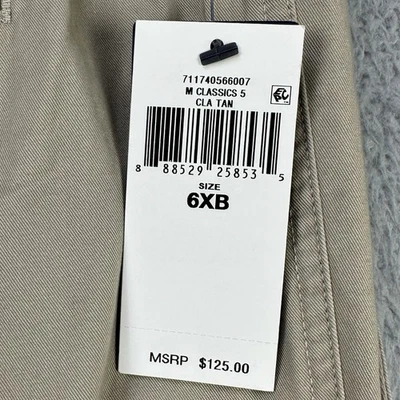 711740566007
M CLASSICS 5
CLA TAN
8 88529 25853 5
SIZE
6XB
MSRP $125.00